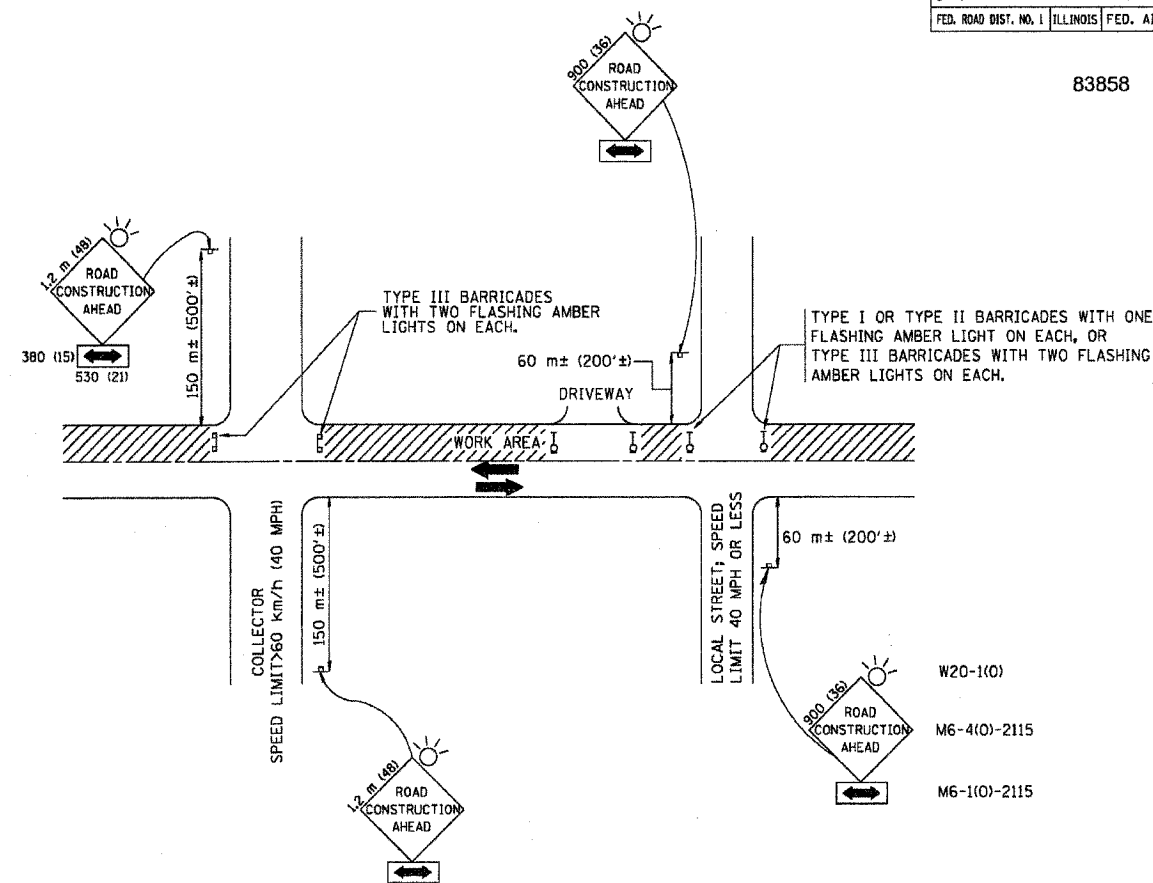 FED. ROAD DIST. NO. 1 ILLINOIS FED. AI
83858
900 (36)
ROAD
CONSTRUCTION
AHEAD
1.2 m (48)
ROAD
CONSTRUCTION
AHEAD
380 (15)
530 (21)
150 m± (500'±)
TYPE III BARRICADES
WITH TWO FLASHING AMBER
LIGHTS ON EACH.
60 m± (200'±)
DRIVEWAY
TYPE I OR TYPE II BARRICADES WITH ONE
FLASHING AMBER LIGHT ON EACH, OR
TYPE III BARRICADES WITH TWO FLASHING
AMBER LIGHTS ON EACH.
WORK AREA
COLLECTOR
SPEED LIMIT>60 km/h (40 MPH)
150 m± (500'±)
LOCAL STREET; SPEED
LIMIT 40 MPH OR LESS
60 m± (200'±)
1.2 m (48)
ROAD
CONSTRUCTION
AHEAD
900 (36)
ROAD
CONSTRUCTION
AHEAD
W20-1(O)
M6-4(O)-2115
M6-1(O)-2115